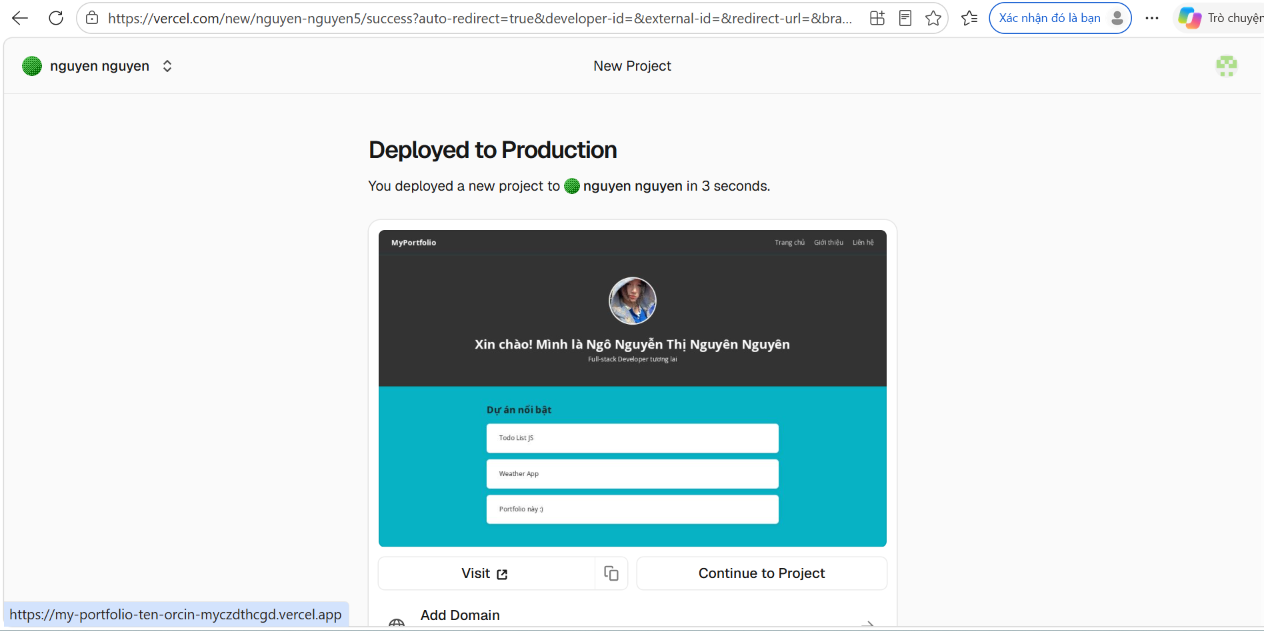 https://vercel.com/new/nguyen-nguyen5/success?auto-redirect=true&developer-id=&external-id=&redirect-url=&bra...
Xác nhận đó là bạn
Trò chuyện
nguyen nguyen
New Project
Deployed to Production
You deployed a new project to nguyen nguyen in 3 seconds.
MyPortfolio
Trang chủ Giới thiệu Liên hệ
Xin chào! Mình là Ngô Nguyễn Thị Nguyên Nguyên
Full-stack Developer tương lai
Dự án nổi bật
Todo List JS
Weather App
Portfolio này :)
Visit
Continue to Project
Add Domain
https://my-portfolio-ten-orcin-myczdthcgd.vercel.app